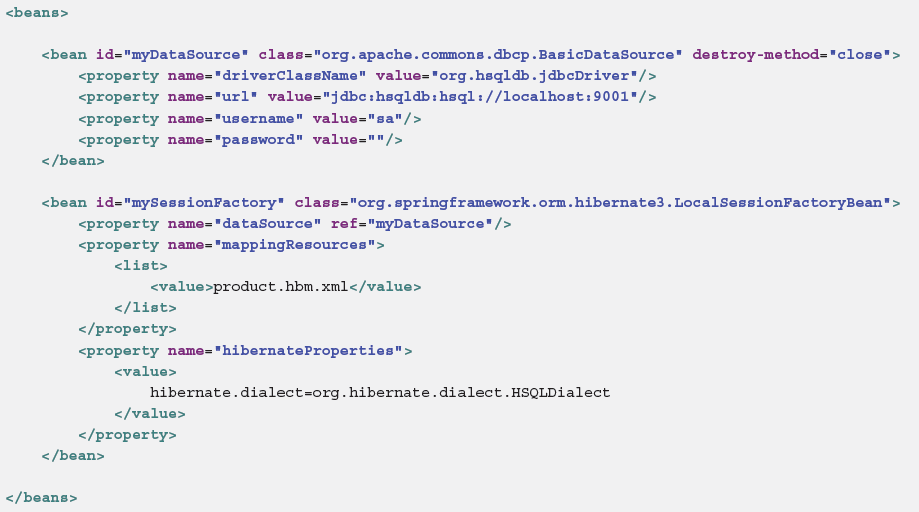 <beans>
<bean id="myDataSource" class="org.apache.commons.dbcp.BasicDataSource" destroy-method="close">
<property name="driverClassName" value="org.hsqldb.jdbcDriver"/>
<property name="url" value="jdbc:hsqldb:hsql://localhost:9001"/>
<property name="username" value="sa"/>
<property name="password" value=""/>
</bean>
<bean id="mySessionFactory" class="org.springframework.orm.hibernate3.LocalSessionFactoryBean">
<property name="dataSource" ref="myDataSource"/>
<property name="mappingResources">
<list>
<value>product.hbm.xml</value>
</list>
</property>
<property name="hibernateProperties">
<value>
hibernate.dialect=org.hibernate.dialect.HSQLDialect
</value>
</property>
</bean>
</beans>